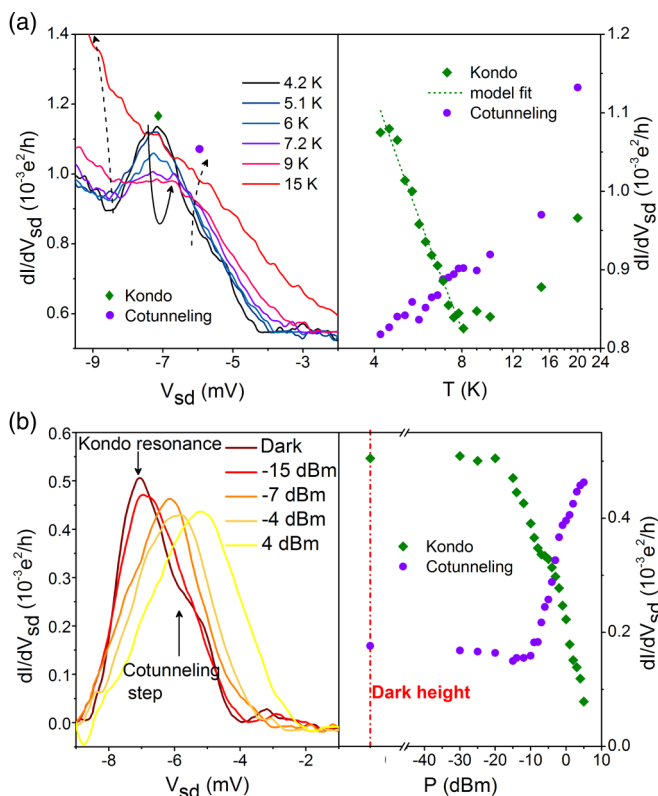 (a)
1.4
1.2
1.0
0.8
0.6
dI/dV_sd (10^-3 e^2/h)
4.2 K
5.1 K
6 K
7.2 K
9 K
15 K
Kondo
Cotunneling
-9
-7
-5
-3
V_sd (mV)
Kondo
model fit
Cotunneling
1.2
1.1
1.0
0.9
0.8
dI/dV_sd (10^-3 e^2/h)
4
8
12
16 20 24
T (K)
(b)
0.6
0.5
0.4
0.3
0.2
0.1
0.0
dI/dV_sd (10^-3 e^2/h)
Kondo resonance
Dark
-15 dBm
-7 dBm
-4 dBm
4 dBm
Cotunneling
step
-8
-6
-4
-2
V_sd (mV)
Kondo
Cotunneling
Dark height
0.4
0.2
0.0
dI/dV_sd (10^-3 e^2/h)
-40 -30 -20 -10 0 10
P (dBm)